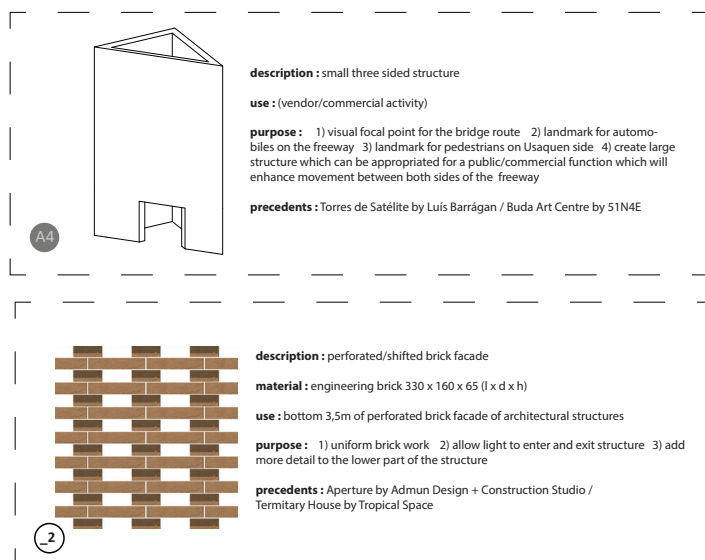 description : small three sided structure
use : (vendor/commercial activity)
purpose :   1) visual focal point for the bridge route   2) landmark for automo-
biles on the freeway   3) landmark for pedestrians on Usaquen side   4) create large
structure which can be appropriated for a public/commercial function which will
enhance movement between both sides of the  freeway
precedents : Torres de Satélite by Luís Barrágan / Buda Art Centre by 51N4E
A4
description : perforated/shifted brick facade
material : engineering brick 330 x 160 x 65 (l x d x h)
use : bottom 3,5m of perforated brick facade of architectural structures
purpose :   1) uniform brick work   2) allow light to enter and exit structure   3) add
more detail to the lower part of the structure
precedents : Aperture by Admun Design + Construction Studio /
Termitary House by Tropical Space
_2